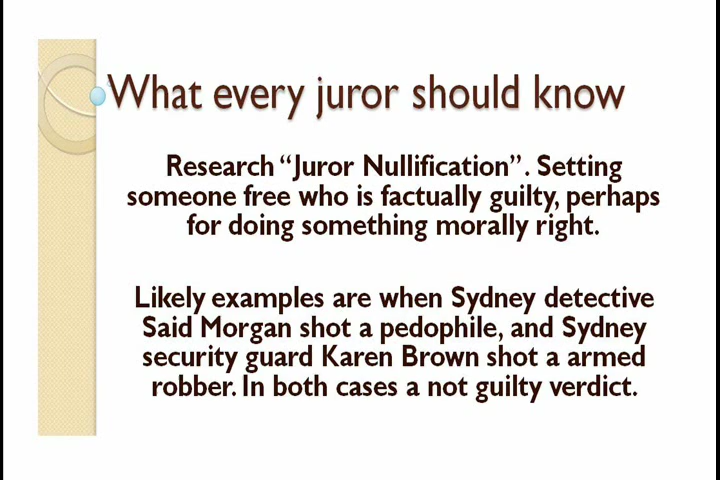 What every juror should know
Research “Juror Nullification”. Setting
someone free who is factually guilty, perhaps
for doing something morally right.
Likely examples are when Sydney detective
Said Morgan shot a pedophile, and Sydney
security guard Karen Brown shot a armed
robber. In both cases a not guilty verdict.